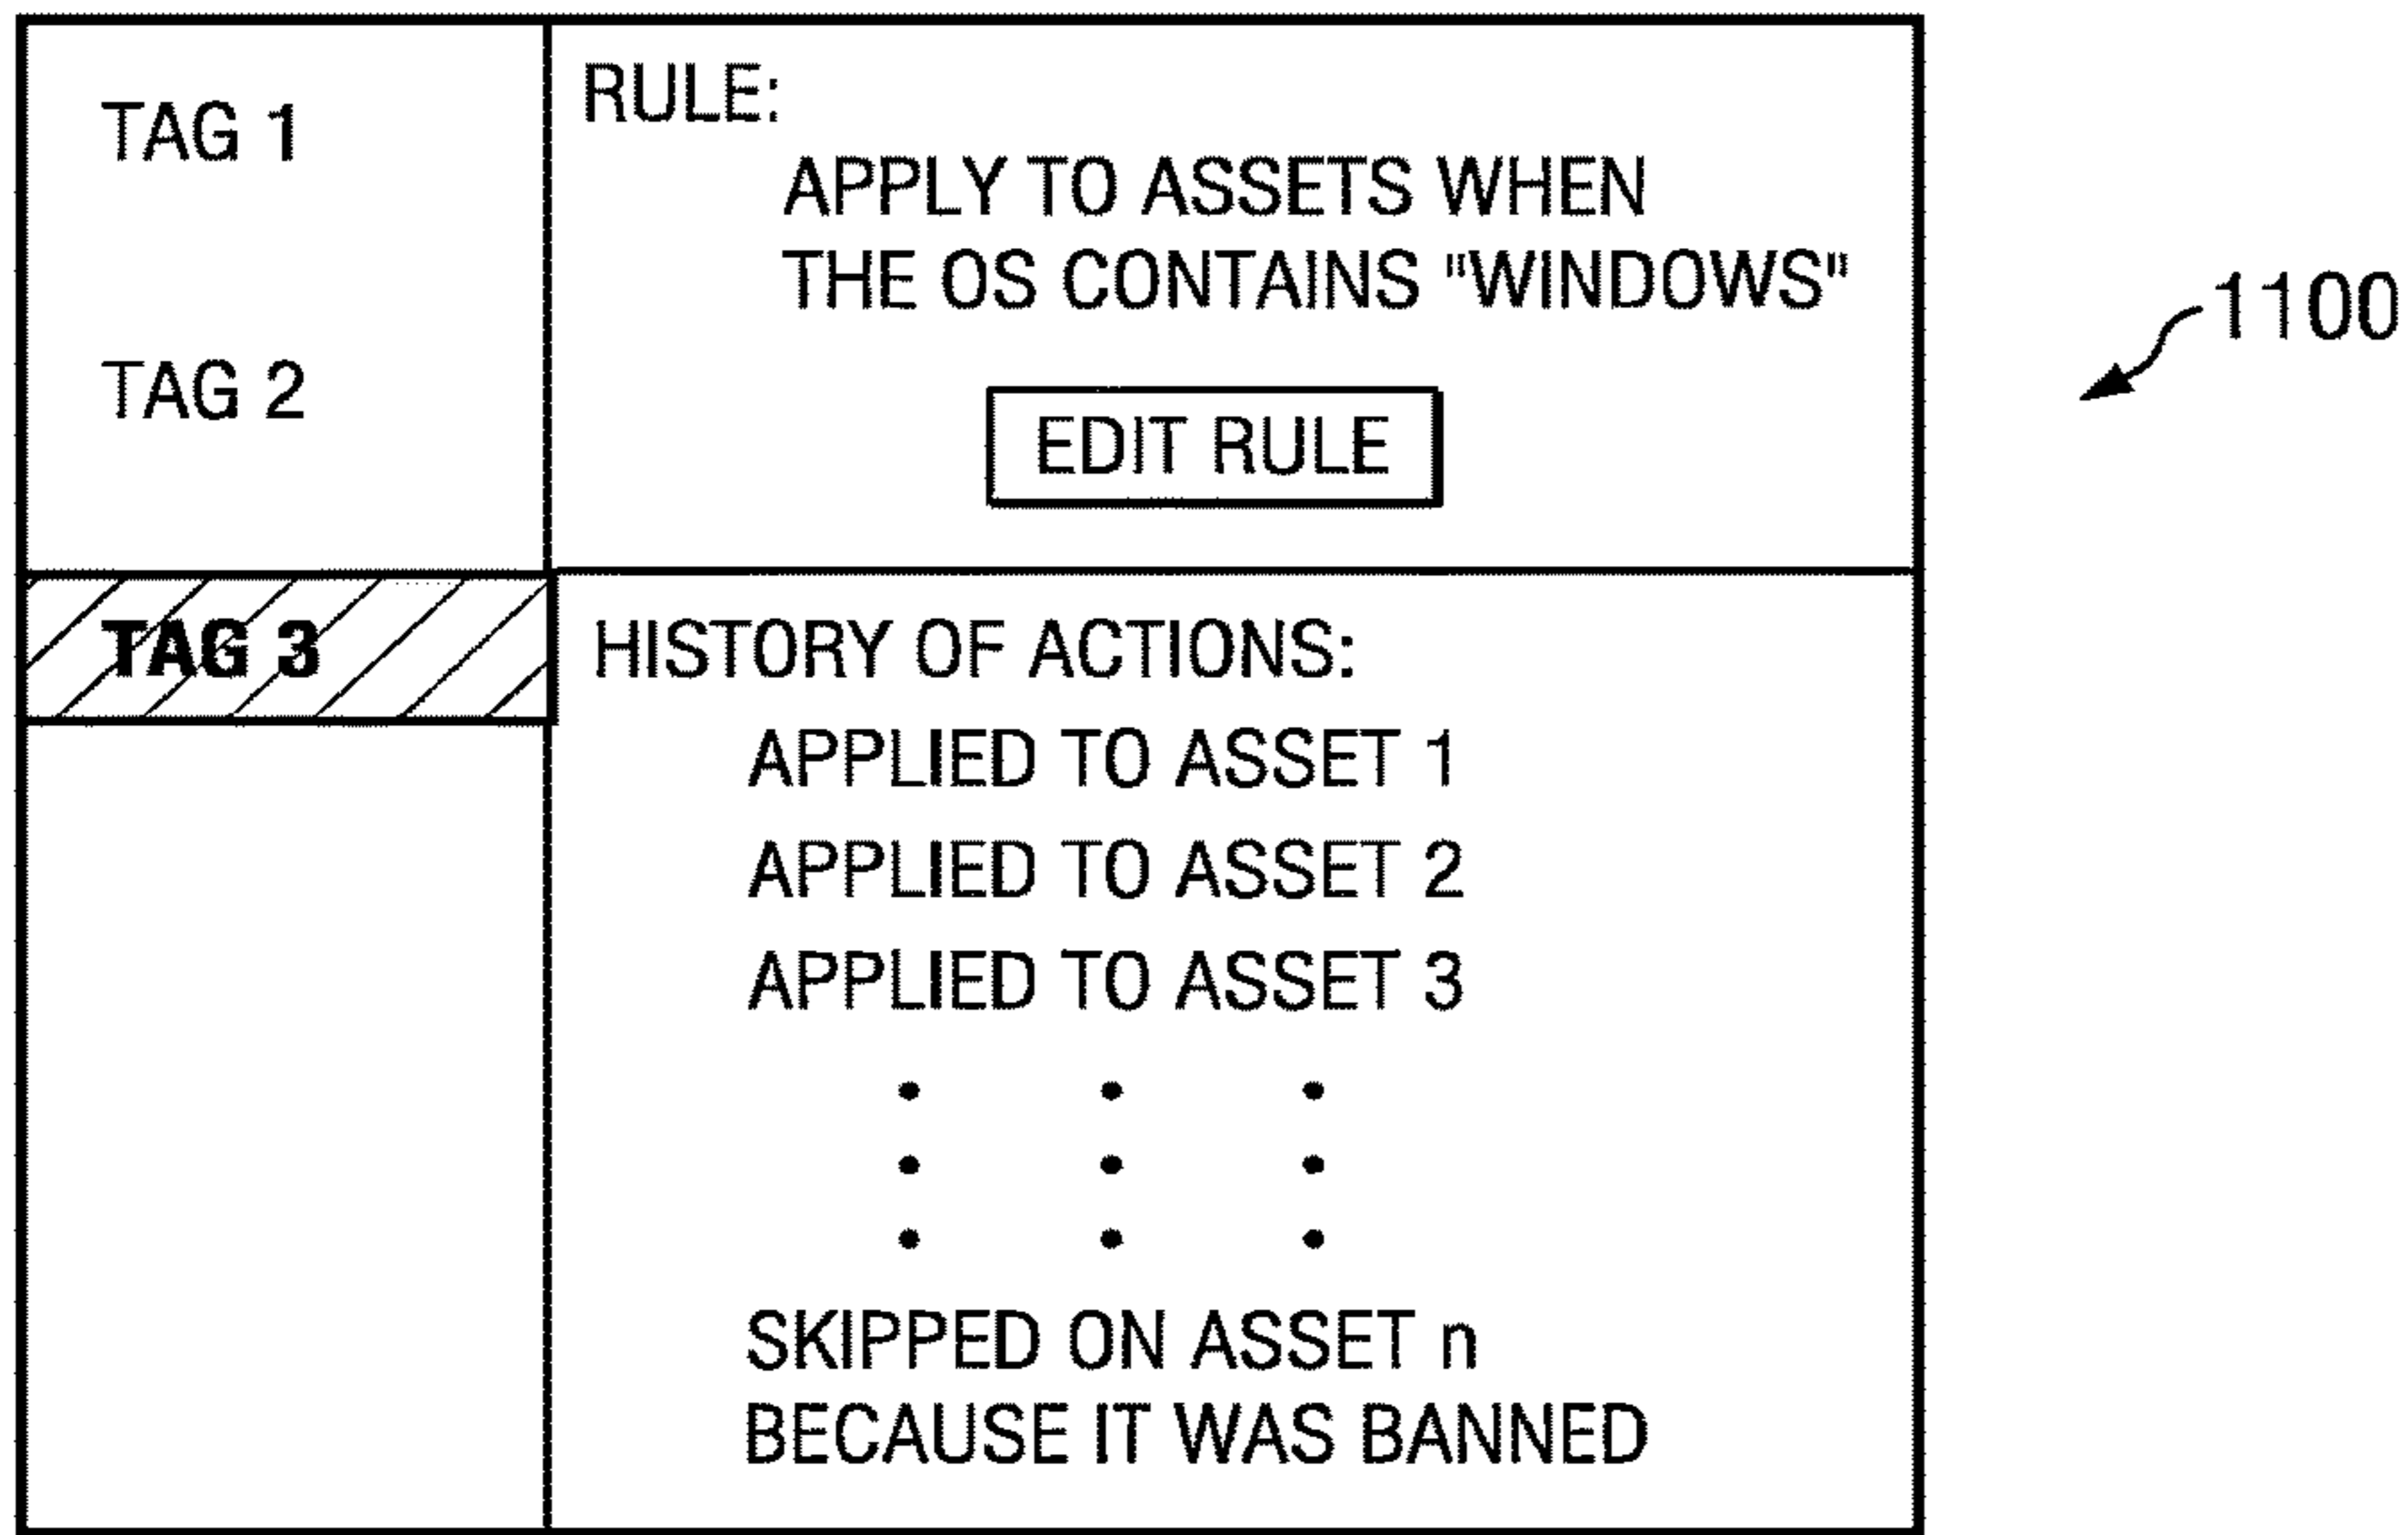 TAG 1
TAG 2
TAG 3
RULE:
APPLY TO ASSETS WHEN
THE OS CONTAINS "WINDOWS"
EDIT RULE
HISTORY OF ACTIONS:
APPLIED TO ASSET 1
APPLIED TO ASSET 2
APPLIED TO ASSET 3
SKIPPED ON ASSET n
BECAUSE IT WAS BANNED
1100